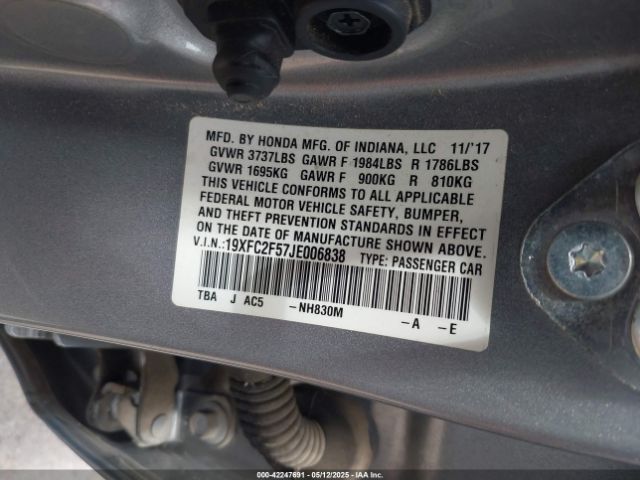 MFD. BY HONDA MFG. OF INDIANA, LLC 11/'17
GVWR 3737LBS GAWR F 1984LBS R 1786LBS
GVWR 1695KG GAWR F 900KG R 810KG
THIS VEHICLE CONFORMS TO ALL APPLICABLE
FEDERAL MOTOR VEHICLE SAFETY, BUMPER,
AND THEFT PREVENTION STANDARDS IN EFFECT
ON THE DATE OF MANUFACTURE SHOWN ABOVE.
V.I.N.:19XFC2F57JE006838 TYPE: PASSENGER CAR
TBA J AC5 -NH830M -A -E
000-42247691 - 05/12/2025 - IAAI.COM